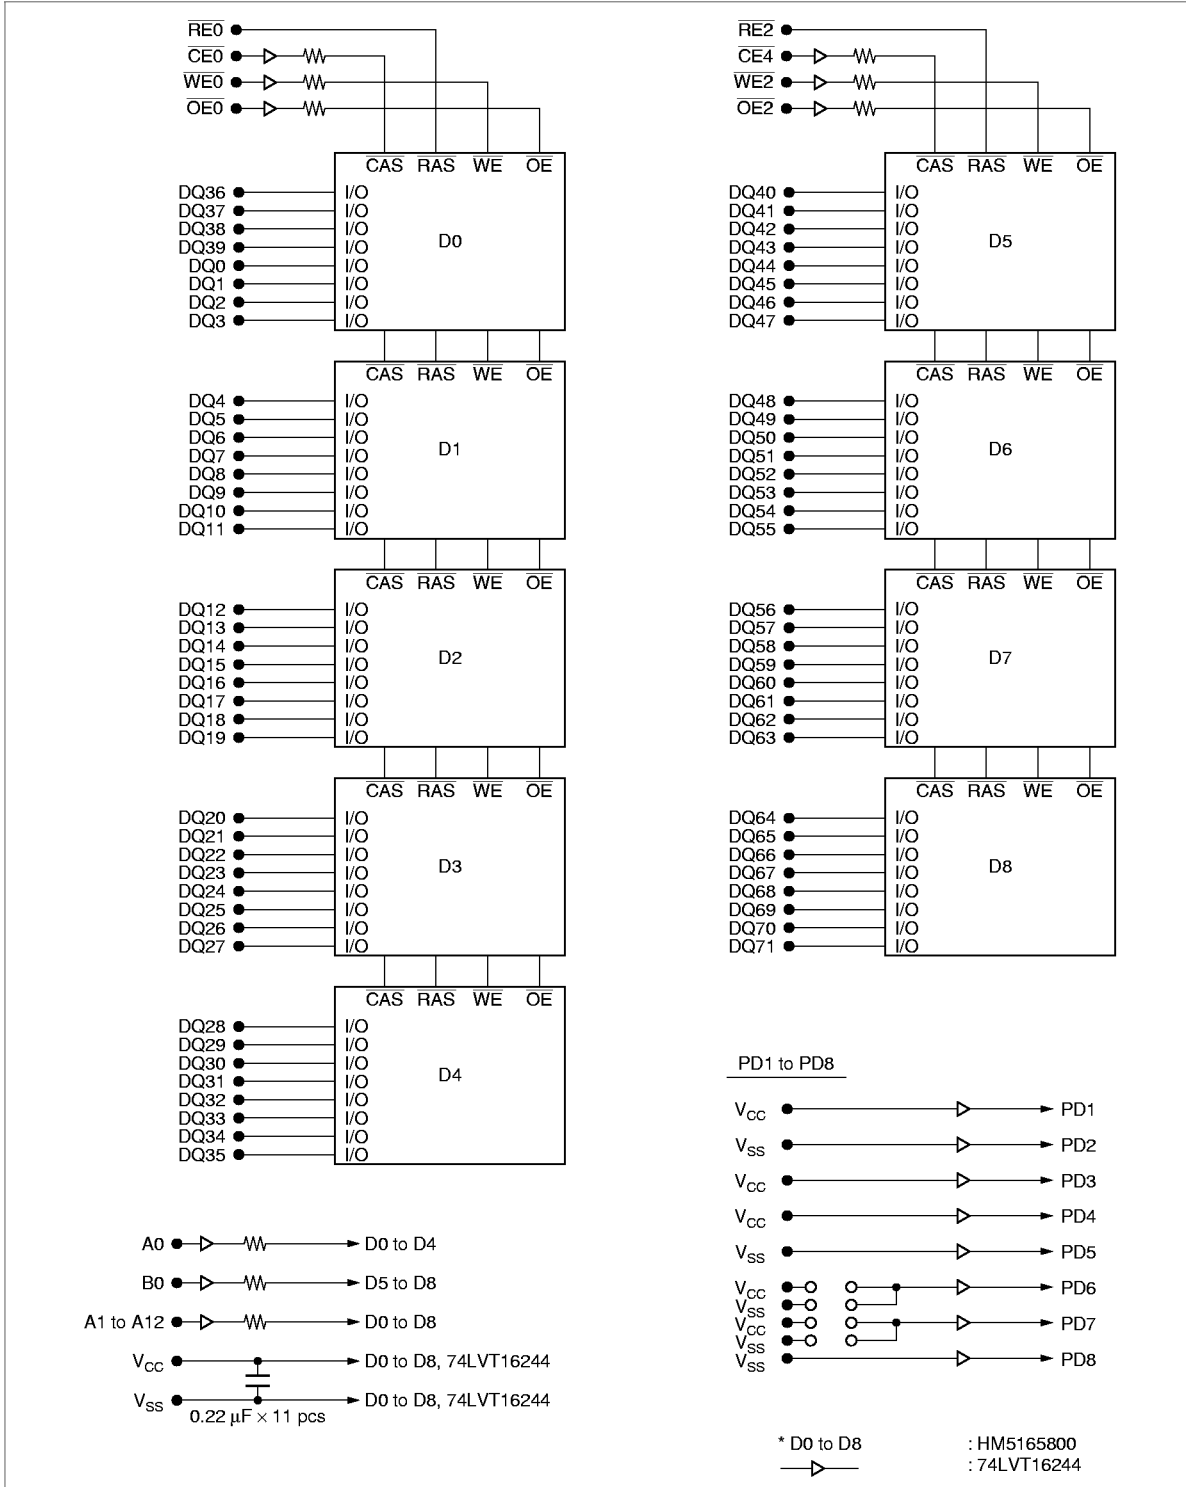 RE0
CE0
WE0
OE0
CAS RAS WE OE
DQ36 I/O
DQ37 I/O
DQ38 I/O
DQ39 I/O
DQ0 I/O
DQ1 I/O
DQ2 I/O
DQ3 I/O
D0
CAS RAS WE OE
DQ4 I/O
DQ5 I/O
DQ6 I/O
DQ7 I/O
DQ8 I/O
DQ9 I/O
DQ10 I/O
DQ11 I/O
D1
CAS RAS WE OE
DQ12 I/O
DQ13 I/O
DQ14 I/O
DQ15 I/O
DQ16 I/O
DQ17 I/O
DQ18 I/O
DQ19 I/O
D2
CAS RAS WE OE
DQ20 I/O
DQ21 I/O
DQ22 I/O
DQ23 I/O
DQ24 I/O
DQ25 I/O
DQ26 I/O
DQ27 I/O
D3
CAS RAS WE OE
DQ28 I/O
DQ29 I/O
DQ30 I/O
DQ31 I/O
DQ32 I/O
DQ33 I/O
DQ34 I/O
DQ35 I/O
D4
A0 D0 to D4
B0 D5 to D8
A1 to A12 D0 to D8
VCC D0 to D8, 74LVT16244
VSS D0 to D8, 74LVT16244
0.22 μF × 11 pcs
RE2
CE4
WE2
OE2
CAS RAS WE OE
DQ40 I/O
DQ41 I/O
DQ42 I/O
DQ43 I/O
DQ44 I/O
DQ45 I/O
DQ46 I/O
DQ47 I/O
D5
CAS RAS WE OE
DQ48 I/O
DQ49 I/O
DQ50 I/O
DQ51 I/O
DQ52 I/O
DQ53 I/O
DQ54 I/O
DQ55 I/O
D6
CAS RAS WE OE
DQ56 I/O
DQ57 I/O
DQ58 I/O
DQ59 I/O
DQ60 I/O
DQ61 I/O
DQ62 I/O
DQ63 I/O
D7
CAS RAS WE OE
DQ64 I/O
DQ65 I/O
DQ66 I/O
DQ67 I/O
DQ68 I/O
DQ69 I/O
DQ70 I/O
DQ71 I/O
D8
PD1 to PD8
VCC PD1
VSS PD2
VCC PD3
VCC PD4
VSS PD5
VCC PD6
VSS
VCC PD7
VSS
VSS PD8
* D0 to D8 : HM5165800
: 74LVT16244